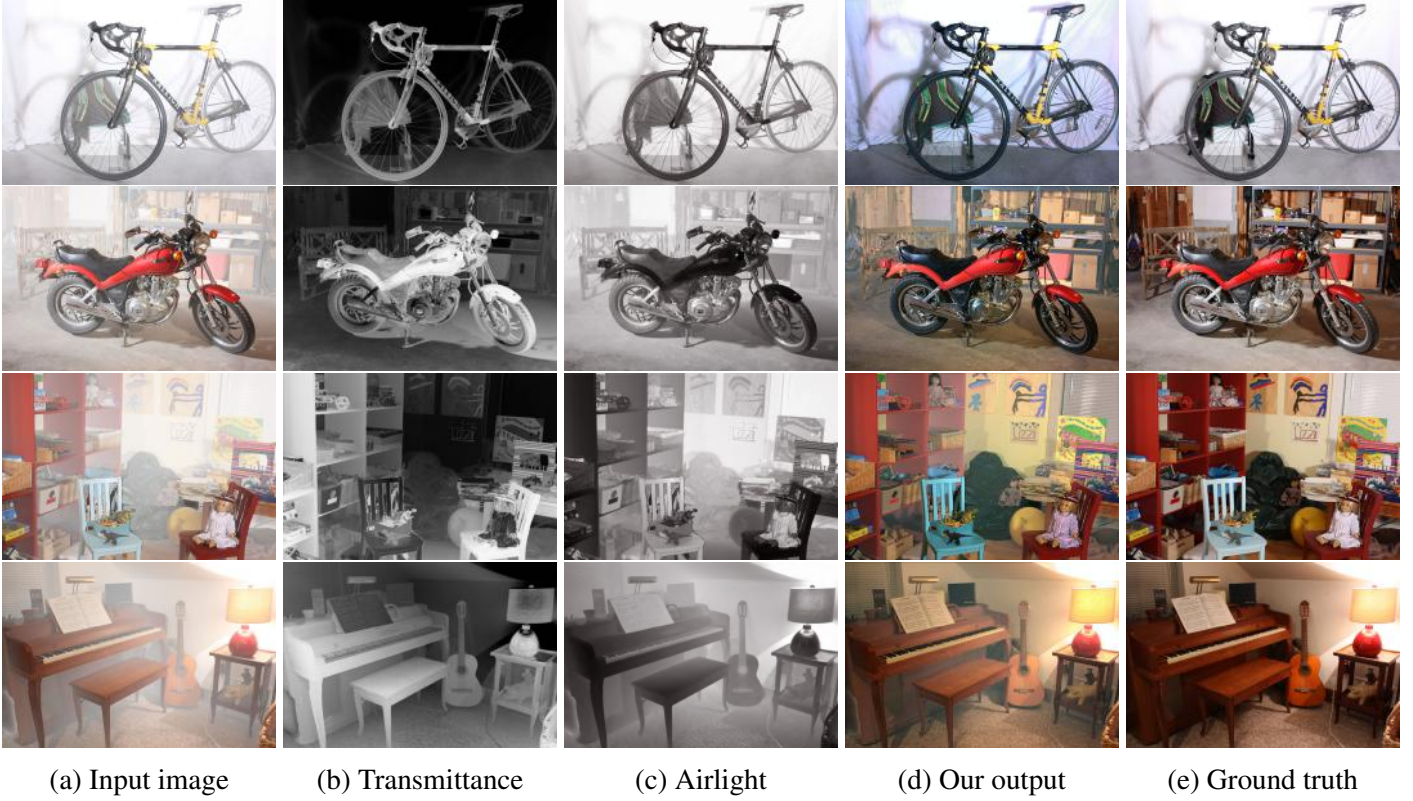 (a) Input image
(b) Transmittance
(c) Airlight
(d) Our output
(e) Ground truth